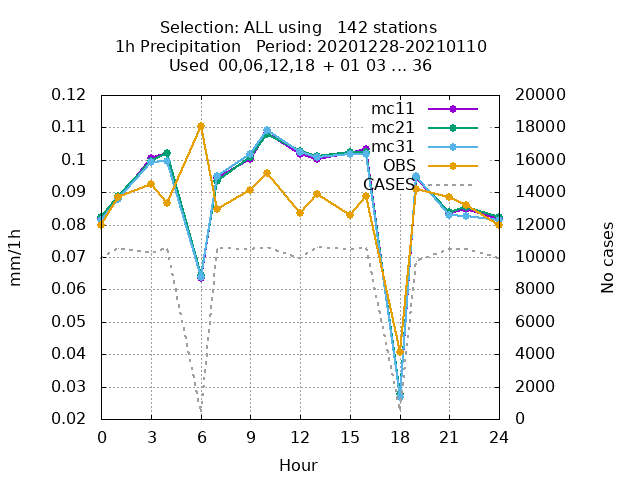 Selection: ALL using 142 stations
1h Precipitation Period: 20201228-20210110
Used 00,06,12,18 + 01 03 ... 36
0.12
0.11
0.1
0.09
0.08
0.07
0.06
0.05
0.04
0.03
0.02
mm/1h
mc11
mc21
mc31
OBS
CASES
20000
18000
16000
14000
12000
10000
8000
6000
4000
2000
0
No cases
0 3 6 9 12 15 18 21 24
Hour